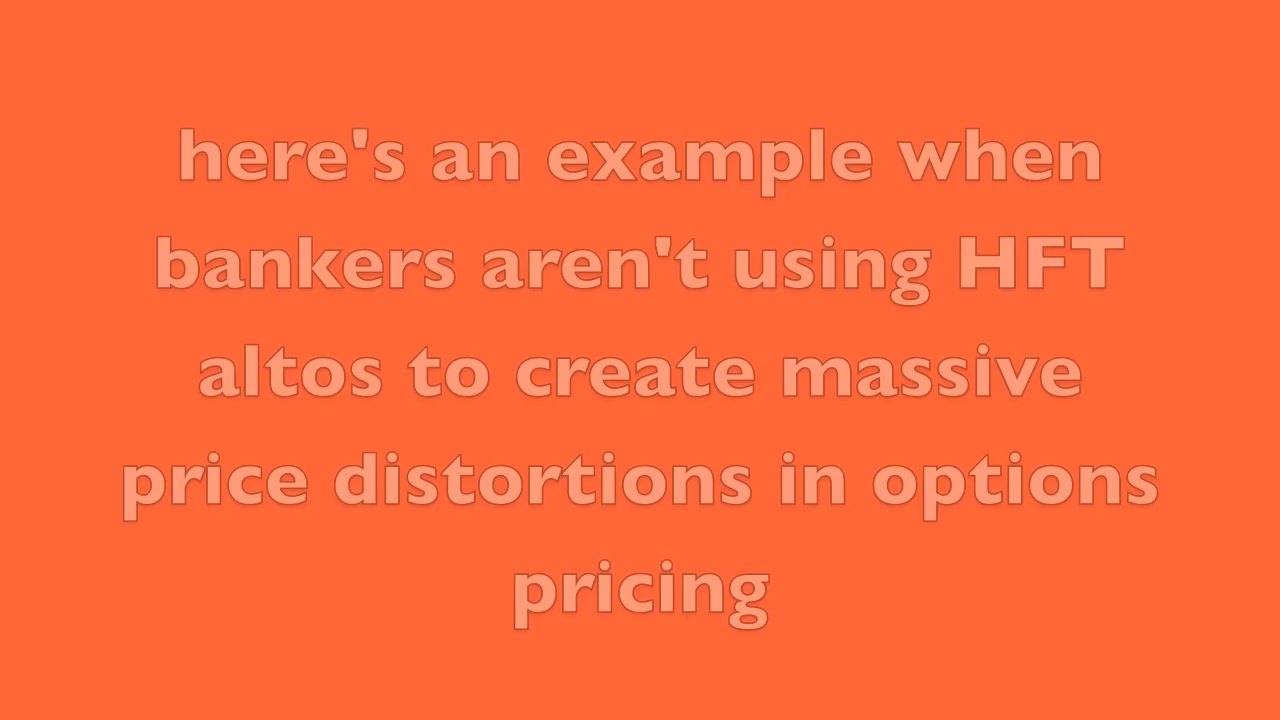 here's an example when
bankers aren't using HFT
altos to create massive
price distortions in options
pricing